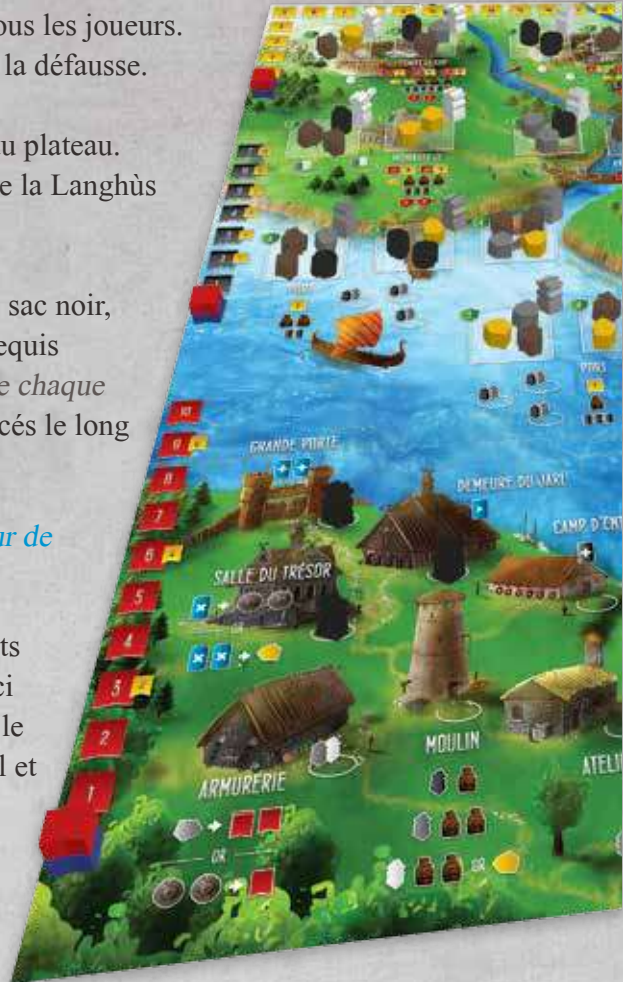 ous les joueurs.
la défausse.
u plateau.
e la Langhùs
sac noir,
equis
e chaque
cés le long
ur de
ts
ci
le
l et
10
9
8
7
6
5
4
3
2
1
GRANDE PORTE
DEMEURE DU JARL
CAMP D'ENT
SALLE DU TRÉSOR
OR
MOULIN
ARMURERIE
ATELI
OR
OR